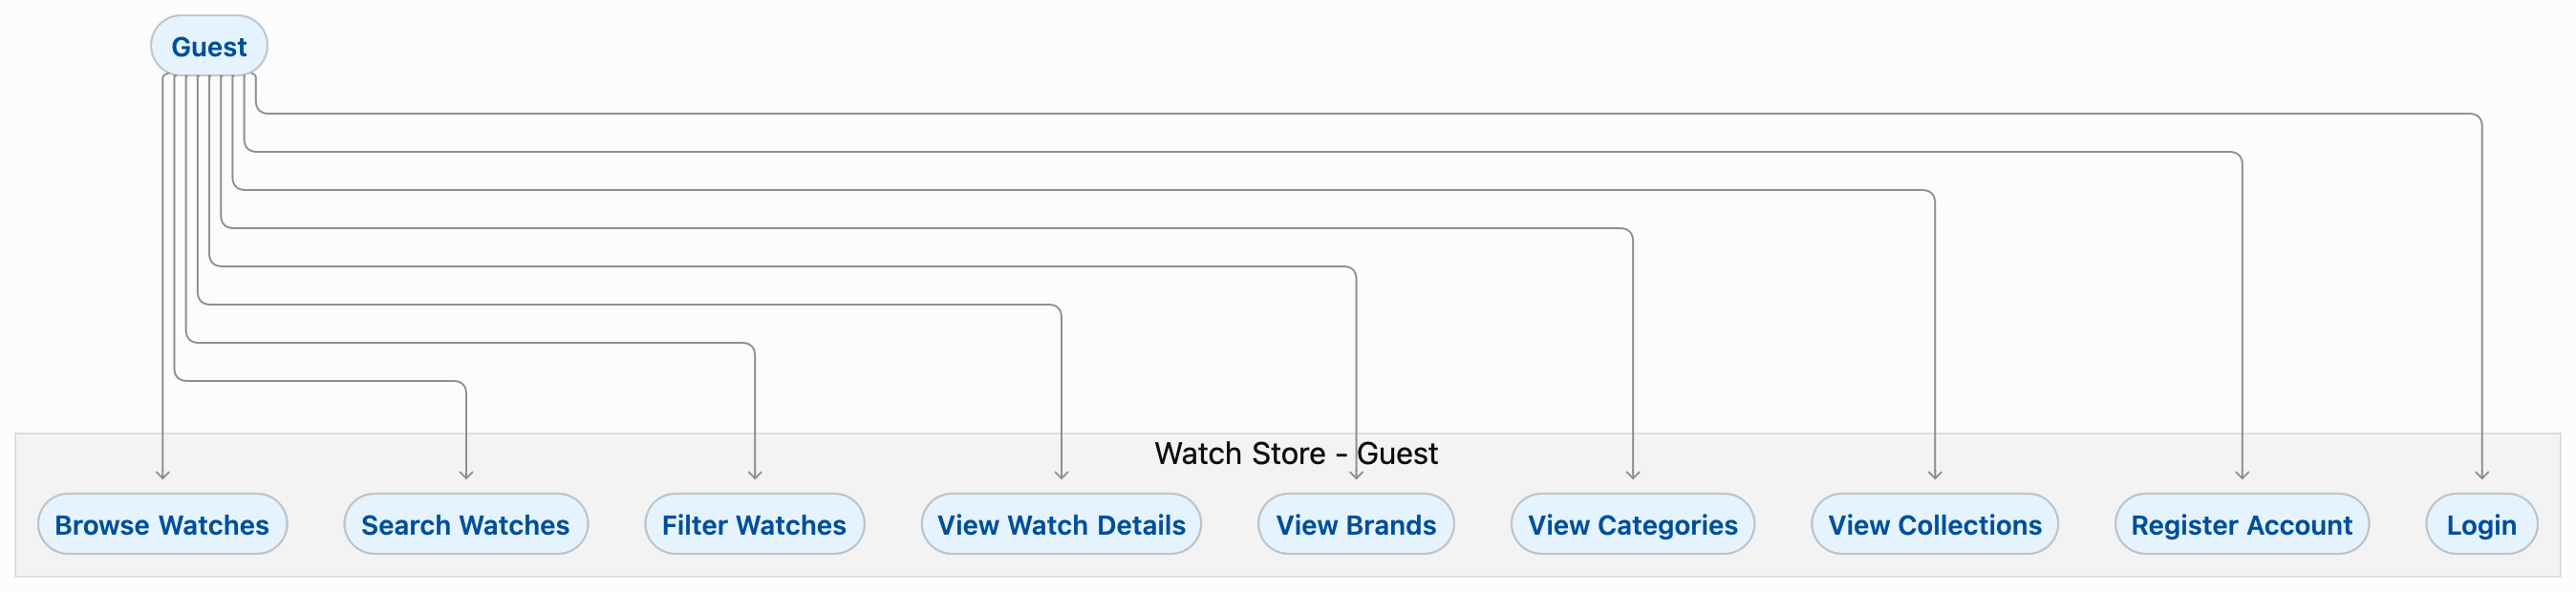 Guest
Watch Store - Guest
Browse Watches
Search Watches
Filter Watches
View Watch Details
View Brands
View Categories
View Collections
Register Account
Login